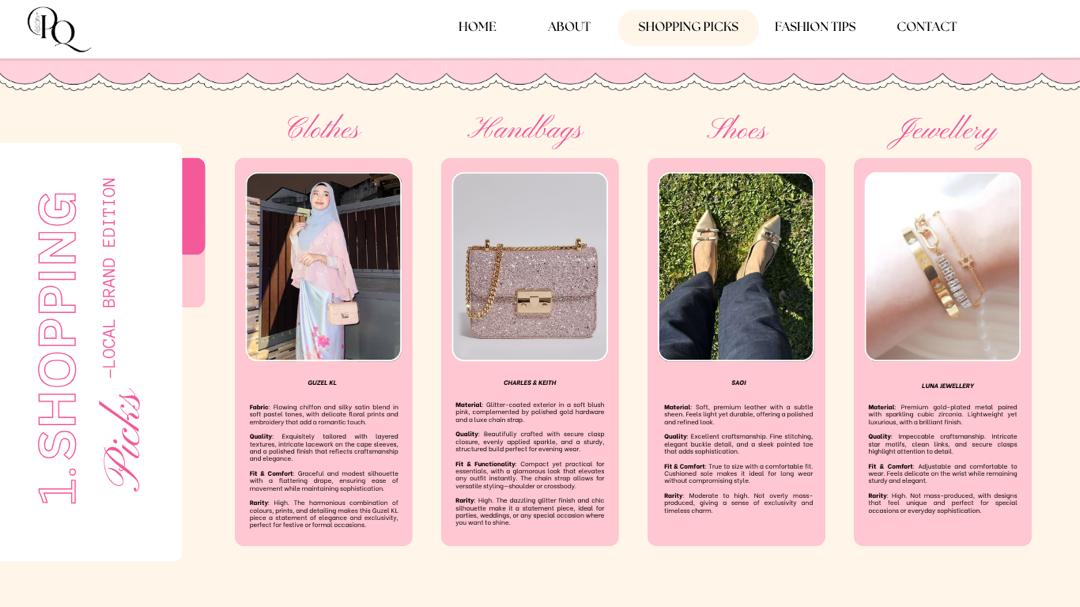 PQ
HOME
ABOUT
SHOPPING PICKS
FASHION TIPS
CONTACT
1.SHOPPING
Picks
—LOCAL BRAND EDITION
Clothes
GUZEL KL
Fabric: Flowing chiffon and silky satin blend in
soft pastel tones, with delicate floral prints and
embroidery that add a romantic touch.
Quality: Exquisitely tailored with layered
textures, intricate lacework on the cape sleeves,
and a polished finish that reflects craftsmanship
and elegance.
Fit & Comfort: Graceful and modest silhouette
with a flattering drape, ensuring ease of
movement while maintaining sophistication.
Rarity: High. The harmonious combination of
colours, prints, and detailing makes this Guzel KL
piece a statement of elegance and exclusivity,
perfect for festive or formal occasions.
Handbags
CHARLES & KEITH
Material: Glitter-coated exterior in a soft blush
pink, complemented by polished gold hardware
and a luxe chain strap.
Quality: Beautifully crafted with secure clasp
closure, evenly applied sparkle, and a sturdy,
structured build perfect for evening wear.
Fit & Functionality: Compact yet practical for
essentials, with a glamorous look that elevates
any outfit instantly. The chain strap allows for
versatile styling—shoulder or crossbody.
Rarity: High. The dazzling glitter finish and chic
silhouette make it a statement piece, ideal for
parties, weddings, or any special occasion where
you want to shine.
Shoes
SAOI
Material: Soft, premium leather with a subtle
sheen. Feels light yet durable, offering a polished
and refined look.
Quality: Excellent craftsmanship. Fine stitching,
elegant buckle detail, and a sleek pointed toe
that adds sophistication.
Fit & Comfort: True to size with a comfortable fit.
Cushioned sole makes it ideal for long wear
without compromising style.
Rarity: Moderate to high. Not overly mass-
produced, giving a sense of exclusivity and
timeless charm.
Jewellery
LUNA JEWELLERY
Material: Premium gold-plated metal paired
with sparkling cubic zirconia. Lightweight yet
luxurious, with a brilliant finish.
Quality: Impeccable craftsmanship. Intricate
star motifs, clean links, and secure clasps
highlight attention to detail.
Fit & Comfort: Adjustable and comfortable to
wear. Feels delicate on the wrist while remaining
sturdy and elegant.
Rarity: High. Not mass-produced, with designs
that feel unique and perfect for special
occasions or everyday sophistication.